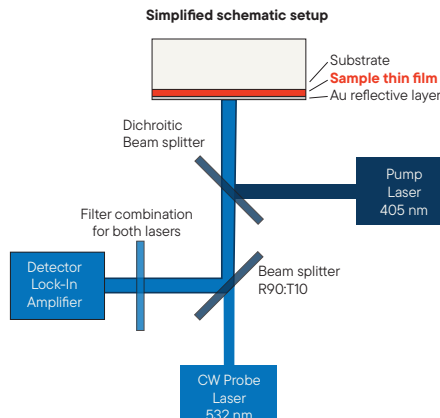 Simplified schematic setup
Substrate
Sample thin film
Au reflective layer
Dichroitic
Beam splitter
Pump
Laser
405 nm
Filter combination
for both lasers
Detector
Lock-In
Amplifier
Beam splitter
R90:T10
CW Probe
Laser
532 nm